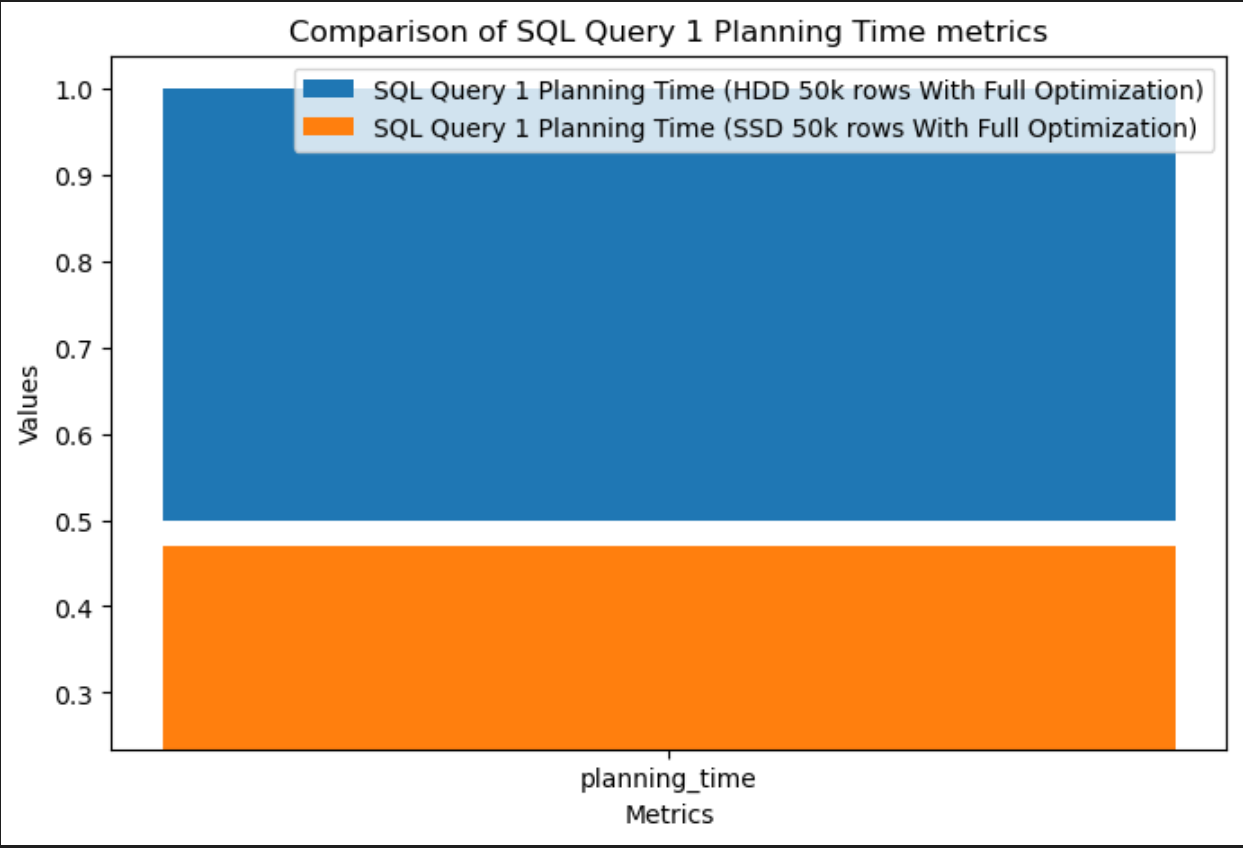 Comparison of SQL Query 1 Planning Time metrics
SQL Query 1 Planning Time (HDD 50k rows With Full Optimization)
SQL Query 1 Planning Time (SSD 50k rows With Full Optimization)
Values
1.0
0.9
0.8
0.7
0.6
0.5
0.4
0.3
planning_time
Metrics